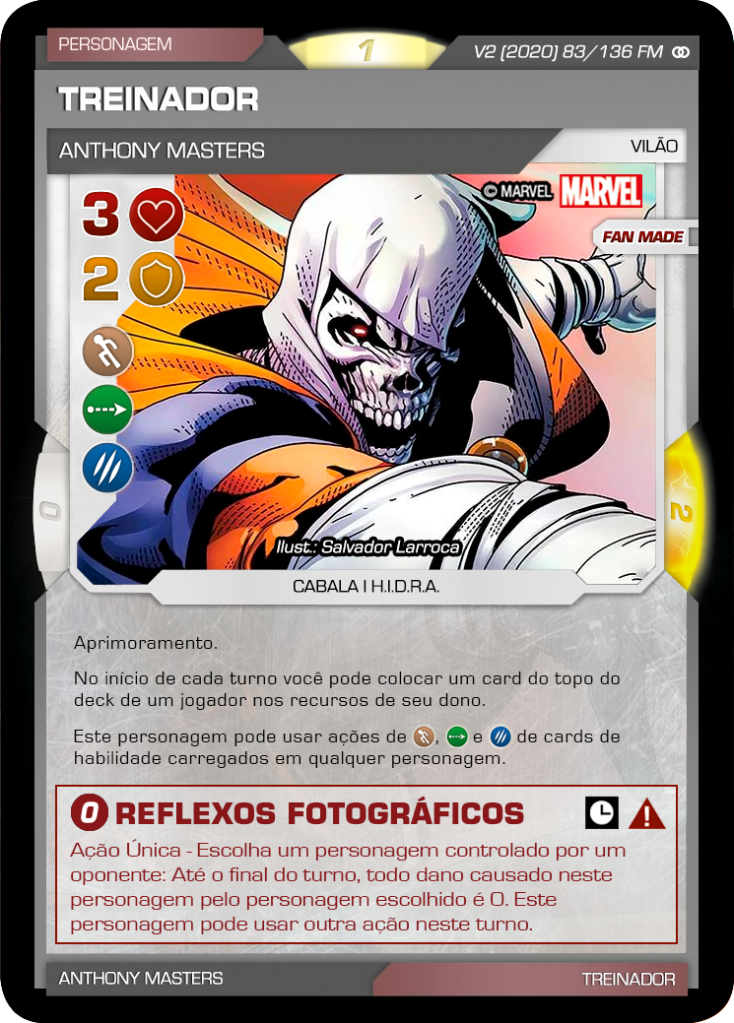 PERSONAGEM
1
V2 (2020) 83/136 FM
TREINADOR
ANTHONY MASTERS
VILÃO
© MARVEL MARVEL
3
FAN MADE
2
0
2
Ilust.: Salvador Larroca
CABALA | H.I.D.R.A.
Aprimoramento.
No início de cada turno você pode colocar um card do topo do
deck de um jogador nos recursos de seu dono.
Este personagem pode usar ações de , e de cards de
habilidade carregados em qualquer personagem.
0 REFLEXOS FOTOGRÁFICOS
Ação Única - Escolha um personagem controlado por um
oponente: Até o final do turno, todo dano causado neste
personagem pelo personagem escolhido é 0. Este
personagem pode usar outra ação neste turno.
ANTHONY MASTERS
TREINADOR